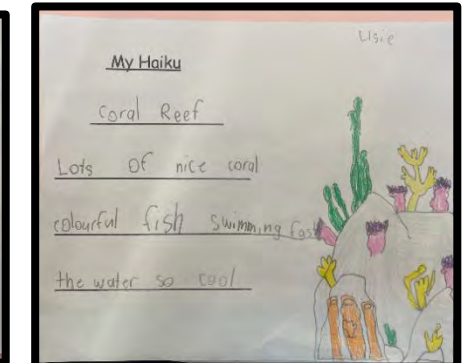 Elsie
My Haiku
Coral Reef
Lots of nice coral
colourful fish swimming fast
the water so cool